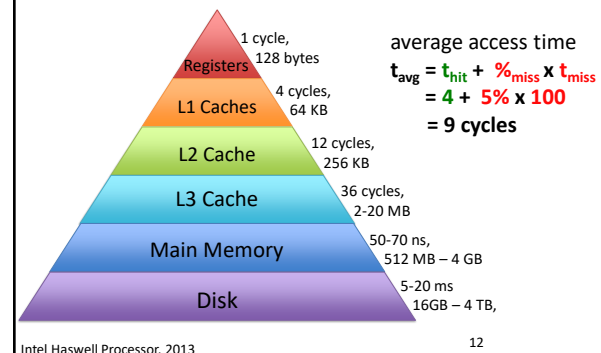 1 cycle,
128 bytes
Registers
4 cycles,
64 KB
L1 Caches
12 cycles,
256 KB
L2 Cache
36 cycles,
2-20 MB
L3 Cache
50-70 ns,
512 MB – 4 GB
Main Memory
5-20 ms
16GB – 4 TB,
Disk
average access time
tavg = thit + %miss x tmiss
= 4 + 5% x 100
= 9 cycles
Intel Haswell Processor, 2013
12